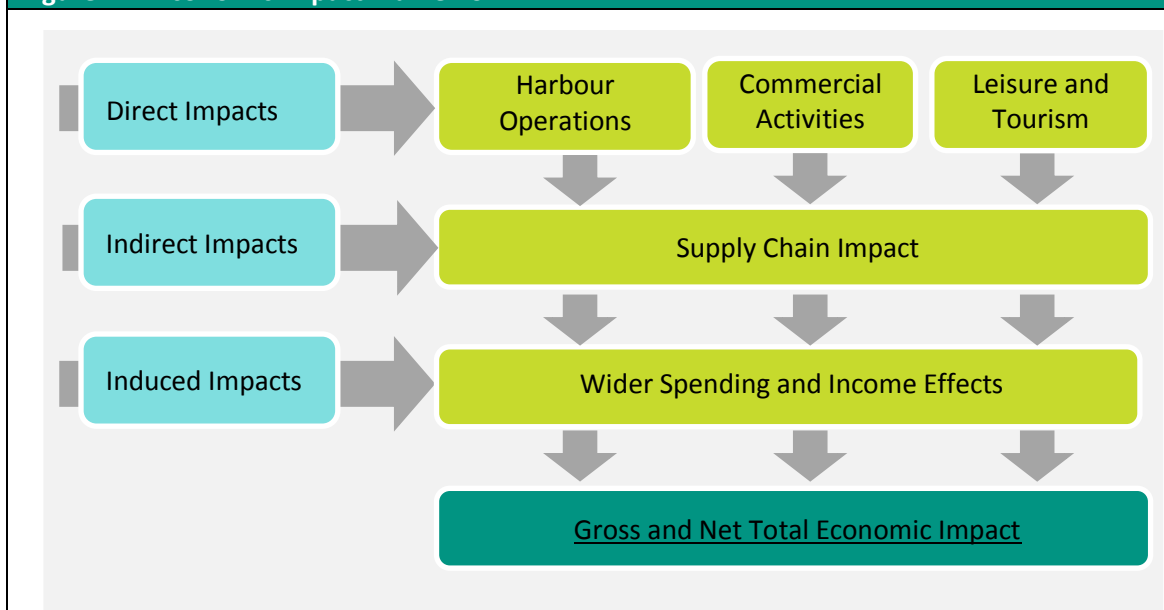 Direct Impacts
Harbour
Operations
Commercial
Activities
Leisure and
Tourism
Indirect Impacts
Supply Chain Impact
Induced Impacts
Wider Spending and Income Effects
Gross and Net Total Economic Impact